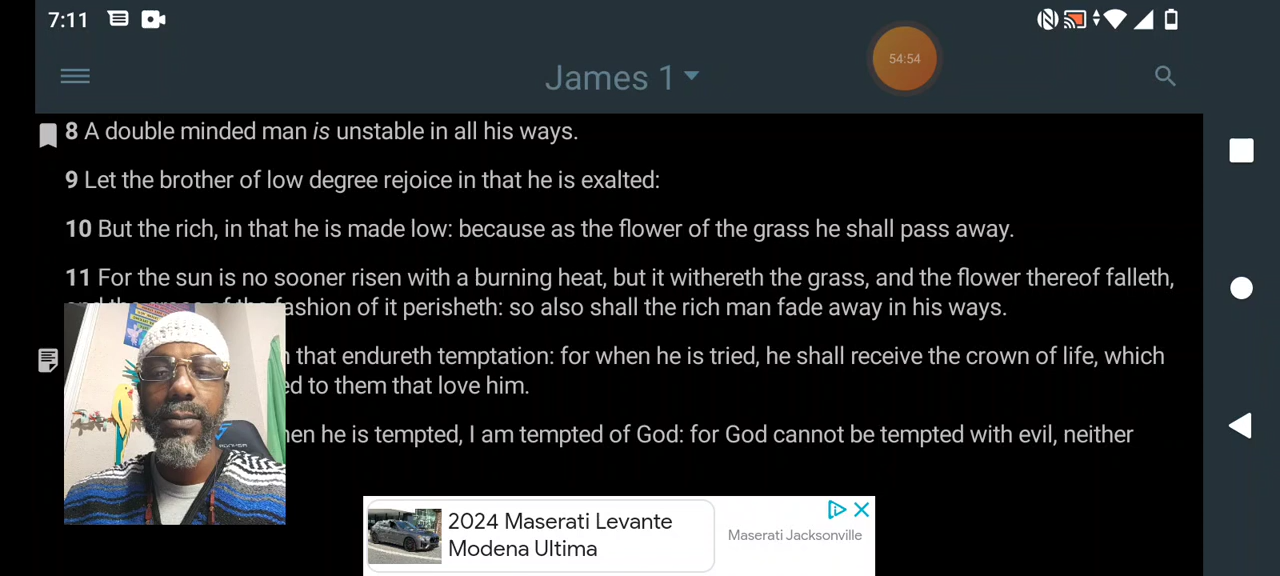 7:11
54:54
James 1
8 A double minded man is unstable in all his ways.
9 Let the brother of low degree rejoice in that he is exalted:
10 But the rich, in that he is made low: because as the flower of the grass he shall pass away.
11 For the sun is no sooner risen with a burning heat, but it withereth the grass, and the flower thereof falleth,
fashion of it perisheth: so also shall the rich man fade away in his ways.
that endureth temptation: for when he is tried, he shall receive the crown of life, which
ed to them that love him.
hen he is tempted, I am tempted of God: for God cannot be tempted with evil, neither
2024 Maserati Levante
Modena Ultima
Maserati Jacksonville